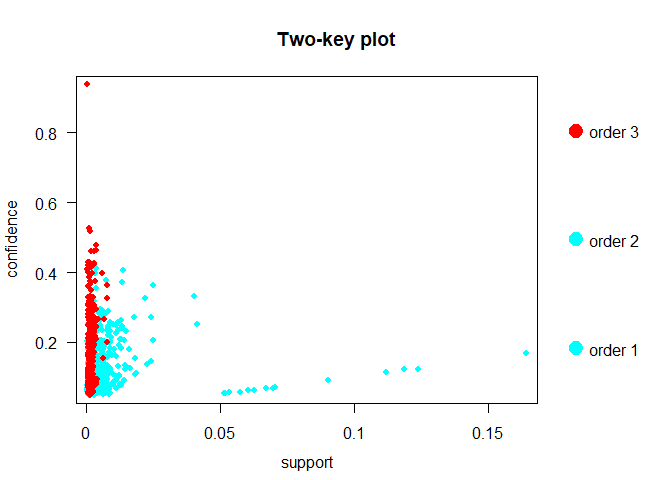 Two-key plot
confidence
0.8
0.6
0.4
0.2
0
0.05
0.1
0.15
support
order 3
order 2
order 1